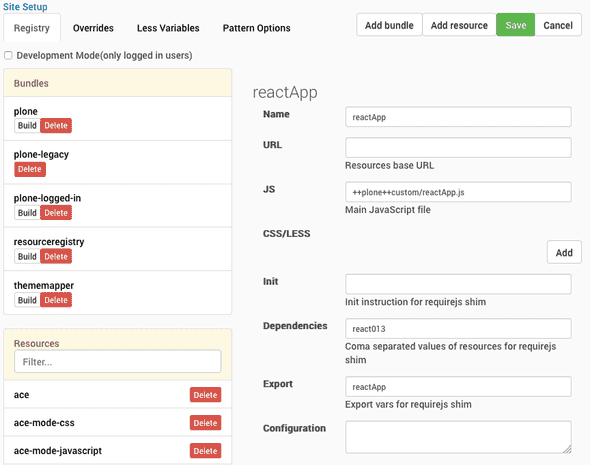 Site Setup
Registry Overrides Less Variables Pattern Options Add bundle Add resource Save Cancel
Development Mode(only logged in users)
Bundles
plone
Build Delete
plone-legacy
Delete
plone-logged-in
Build Delete
resourceregistry
Build Delete
thememapper
Build Delete
Resources
Filter...
ace Delete
ace-mode-css Delete
ace-mode-javascript Delete
reactApp
Name reactApp
URL
Resources base URL
JS ++plone++custom/reactApp.js
Main JavaScript file
CSS/LESS
Add
Init
Init instruction for requirejs shim
Dependencies react013
Coma separated values of resources for requirejs
shim
Export reactApp
Export vars for requirejs shim
Configuration